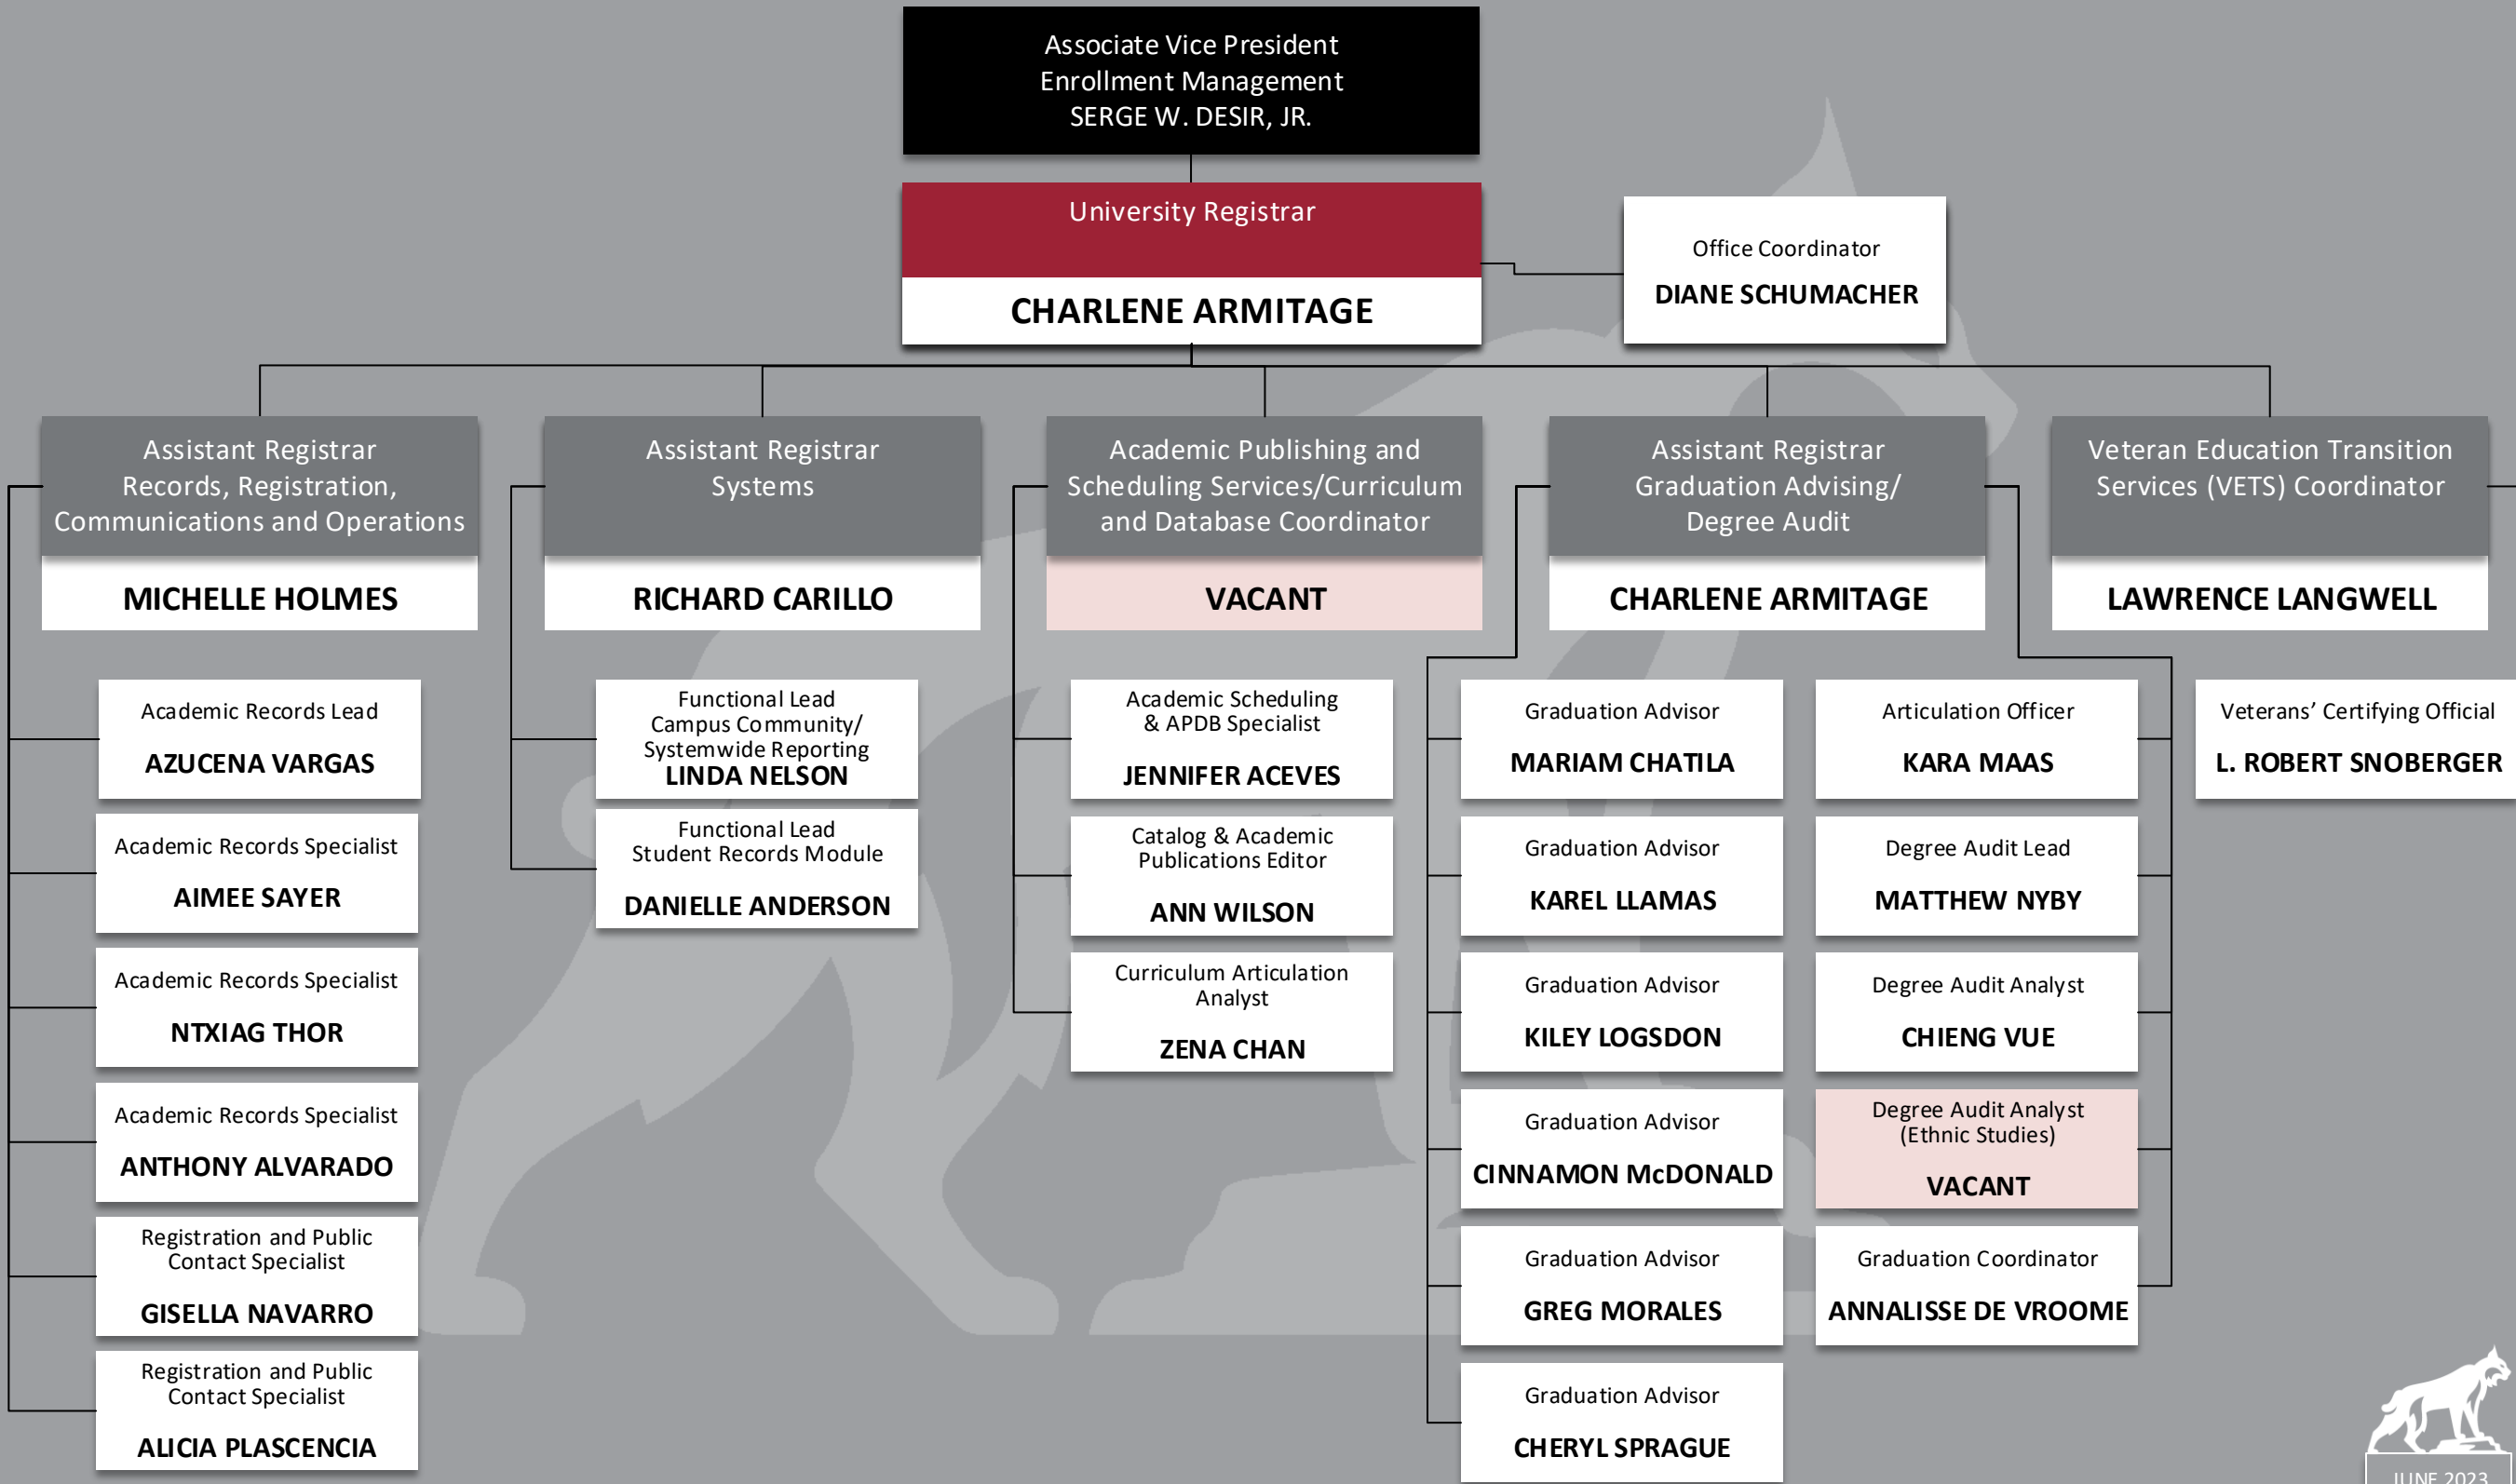 Associate Vice President
Enrollment Management
SERGE W. DESIR, JR.
University Registrar
CHARLENE ARMITAGE
Office Coordinator
DIANE SCHUMACHER
Assistant Registrar
Records, Registration,
Communications and Operations
MICHELLE HOLMES
Academic Records Lead
AZUCENA VARGAS
Academic Records Specialist
AIMEE SAYER
Academic Records Specialist
NTXIAG THOR
Academic Records Specialist
ANTHONY ALVARADO
Registration and Public
Contact Specialist
GISELLA NAVARRO
Registration and Public
Contact Specialist
ALICIA PLASCENCIA
Assistant Registrar
Systems
RICHARD CARILLO
Functional Lead
Campus Community/
Systemwide Reporting
LINDA NELSON
Functional Lead
Student Records Module
DANIELLE ANDERSON
Academic Publishing and
Scheduling Services/Curriculum
and Database Coordinator
VACANT
Academic Scheduling
& APDB Specialist
JENNIFER ACEVES
Catalog & Academic
Publications Editor
ANN WILSON
Curriculum Articulation
Analyst
ZENA CHAN
Assistant Registrar
Graduation Advising/
Degree Audit
CHARLENE ARMITAGE
Graduation Advisor
MARIAM CHATILA
Graduation Advisor
KAREL LLAMAS
Graduation Advisor
KILEY LOGSDON
Graduation Advisor
CINNAMON McDONALD
Graduation Advisor
GREG MORALES
Graduation Advisor
CHERYL SPRAGUE
Articulation Officer
KARA MAAS
Degree Audit Lead
MATTHEW NYBY
Degree Audit Analyst
CHIENG VUE
Degree Audit Analyst
(Ethnic Studies)
VACANT
Graduation Coordinator
ANNALISSE DE VROOME
Veteran Education Transition
Services (VETS) Coordinator
LAWRENCE LANGWELL
Veterans’ Certifying Official
L. ROBERT SNOBERGER
JUNE 2023